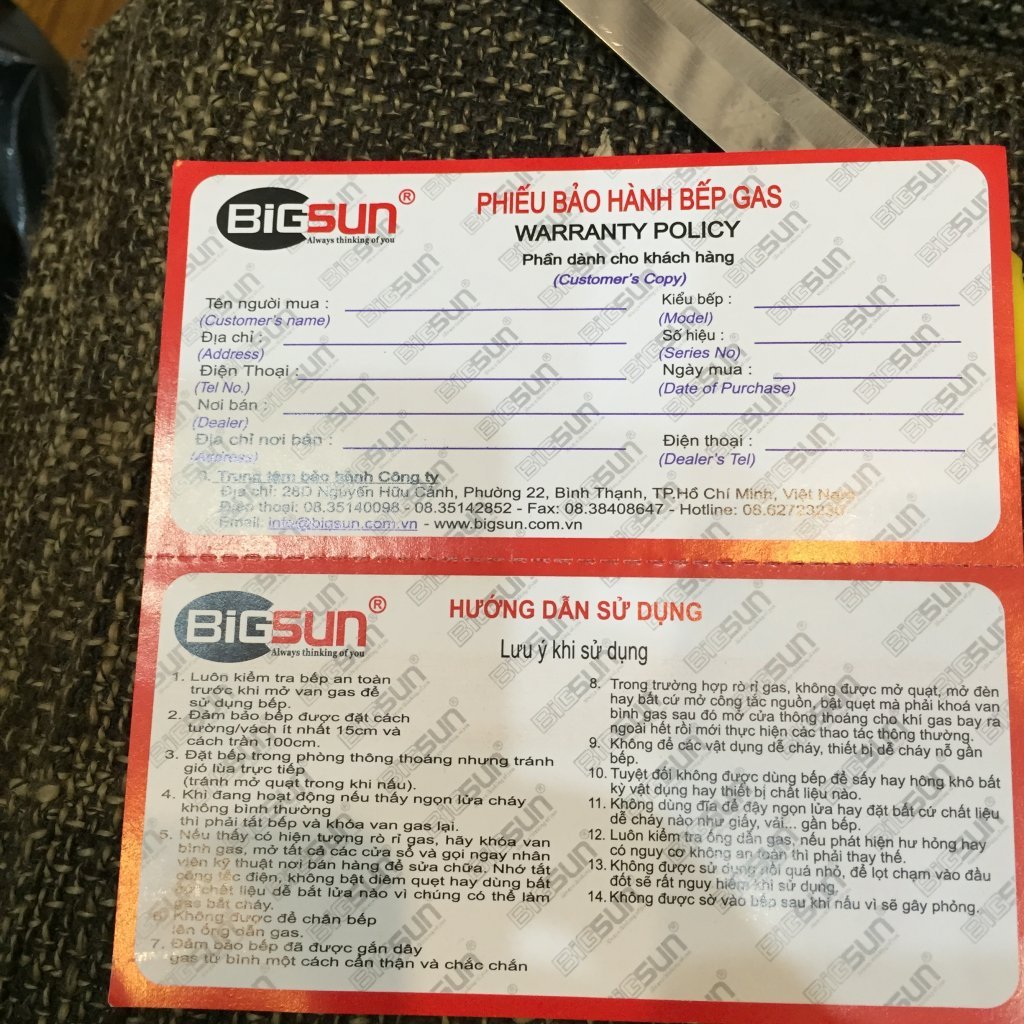 BiGSUN®
Always thinking of you
PHIẾU BẢO HÀNH BẾP GAS
WARRANTY POLICY
Phần dành cho khách hàng
(Customer's Copy)
Tên người mua :
(Customer's name)
Địa chỉ :
(Address)
Điện Thoại :
(Tel No.)
Nơi bán :
(Dealer)
Địa chỉ nơi bán :
(Address)
Kiểu bếp :
(Model)
Số hiệu :
(Series No)
Ngày mua :
(Date of Purchase)
Điện thoại :
(Dealer's Tel)
Trung tâm bảo hành Công ty
Địa chỉ: 28D Nguyễn Hữu Cảnh, Phường 22, Bình Thạnh, TP.Hồ Chí Minh, Việt Nam
Điện thoại: 08.35140098 - 08.35142852 - Fax: 08.38408647 - Hotline: 08.62723230
Email: info@bigsun.com.vn - www.bigsun.com.vn
BiGSUN®
Always thinking of you
HƯỚNG DẪN SỬ DỤNG
Lưu ý khi sử dụng
1. Luôn kiểm tra bếp an toàn
trước khi mở van gas để
sử dụng bếp.
2. Đảm bảo bếp được đặt cách
tường/vách ít nhất 15cm và
cách trần 100cm.
3. Đặt bếp trong phòng thông thoáng nhưng tránh
gió lùa trực tiếp
(tránh mở quạt trong khi nấu).
4. Khi đang hoạt động nếu thấy ngọn lửa cháy
không bình thường
thì phải tắt bếp và khóa van gas lại.
5. Nếu thấy có hiện tượng rò rỉ gas, hãy khóa van
bình gas, mở tất cả các cửa sổ và gọi ngay nhân
viên kỹ thuật nơi bán hàng để sửa chữa. Nhớ tắt
công tắc điện, không bật diêm quẹt hay dùng bất
cứ chất liệu dễ bắt lửa nào vì chúng có thể làm
gas bắt cháy.
6. Không được để chân bếp
lên ống dẫn gas.
7. Đảm bảo bếp đã được gắn dây
gas từ bình một cách cẩn thận và chắc chắn
8. Trong trường hợp rò rỉ gas, không được mở quạt, mở đèn
hay bất cứ mở công tắc nguồn, bật quẹt mà phải khoá van
bình gas sau đó mở cửa thông thoáng cho khí gas bay ra
ngoài hết rồi mới thực hiện các thao tác thông thường.
9. Không để các vật dụng dễ cháy, thiết bị dễ cháy nổ gần
bếp.
10. Tuyệt đối không được dùng bếp để sấy hay hông khô bất
kỳ vật dụng hay thiết bị chất liệu nào.
11. Không dùng đĩa để đậy ngọn lửa hay đặt bất cứ chất liệu
dễ cháy nào như giấy, vải... gần bếp.
12. Luôn kiểm tra ống dẫn gas, nếu phát hiện hư hỏng hay
có nguy cơ không an toàn thì phải thay thế.
13. Không được sử dụng nồi quá nhỏ, để lọt chạm vào đầu
đốt sẽ rất nguy hiểm khi sử dụng.
14. Không được sờ vào bếp sau khi nấu vì sẽ gây phỏng.